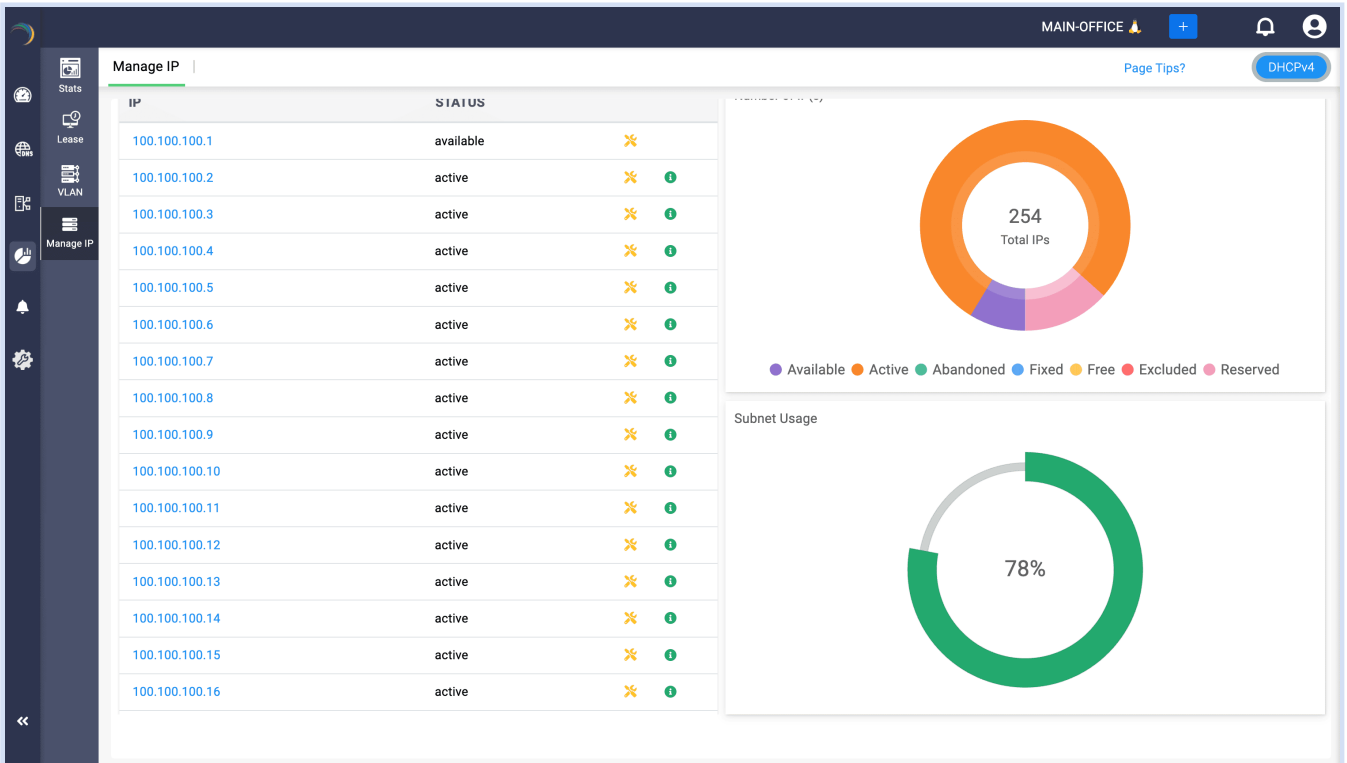 MAIN-OFFICE
Manage IP
Page Tips?
DHCPv4
Stats
Lease
DNS
VLAN
Manage IP
IP STATUS
100.100.100.1 available
100.100.100.2 active
100.100.100.3 active
100.100.100.4 active
100.100.100.5 active
100.100.100.6 active
100.100.100.7 active
100.100.100.8 active
100.100.100.9 active
100.100.100.10 active
100.100.100.11 active
100.100.100.12 active
100.100.100.13 active
100.100.100.14 active
100.100.100.15 active
100.100.100.16 active
254
Total IPs
Available Active Abandoned Fixed Free Excluded Reserved
Subnet Usage
78%